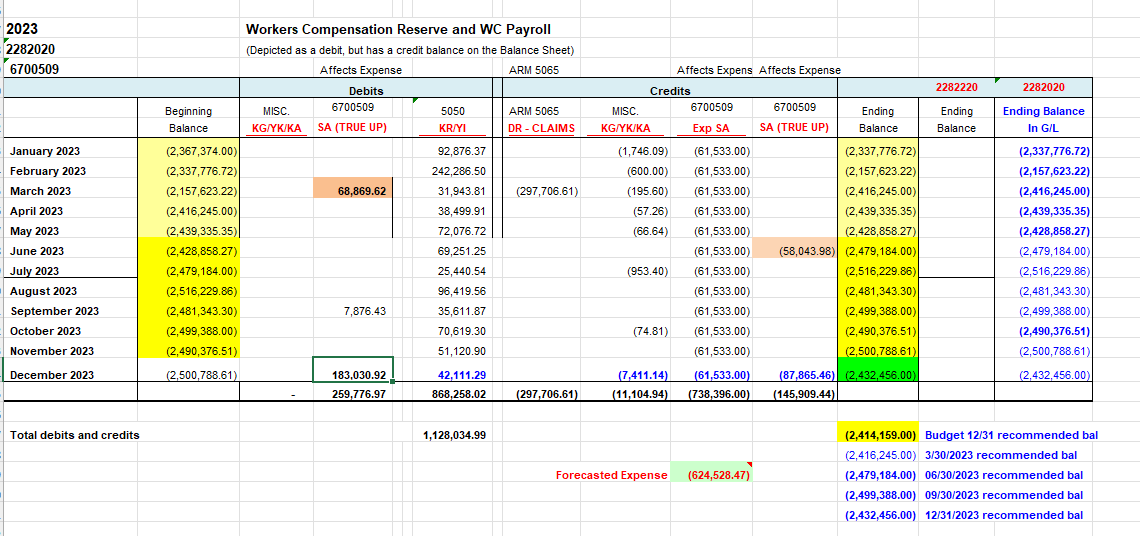 2023 Workers Compensation Reserve and WC Payroll
2282020 (Depicted as a debit, but has a credit balance on the Balance Sheet)
6700509 Affects Expense ARM 5065 Affects Expens Affects Expense
Debits Credits 2282220 2282020
Beginning MISC. 6700509 5050 ARM 5065 MISC. 6700509 6700509 Ending Ending Ending Balance
Balance KG/YK/KA SA (TRUE UP) KR/YI DR - CLAIMS KG/YK/KA Exp SA SA (TRUE UP) Balance Balance In G/L
January 2023 (2,367,374.00) 92,876.37 (1,746.09) (61,533.00) (2,337,776.72) (2,337,776.72)
February 2023 (2,337,776.72) 242,286.50 (600.00) (61,533.00) (2,157,623.22) (2,157,623.22)
March 2023 (2,157,623.22) 68,869.62 31,943.81 (297,706.61) (195.60) (61,533.00) (2,416,245.00) (2,416,245.00)
April 2023 (2,416,245.00) 38,499.91 (57.26) (61,533.00) (2,439,335.35) (2,439,335.35)
May 2023 (2,439,335.35) 72,076.72 (66.64) (61,533.00) (2,428,858.27) (2,428,858.27)
June 2023 (2,428,858.27) 69,251.25 (61,533.00) (58,043.98) (2,479,184.00) (2,479,184.00)
July 2023 (2,479,184.00) 25,440.54 (953.40) (61,533.00) (2,516,229.86) (2,516,229.86)
August 2023 (2,516,229.86) 96,419.56 (61,533.00) (2,481,343.30) (2,481,343.30)
September 2023 (2,481,343.30) 7,876.43 35,611.87 (61,533.00) (2,499,388.00) (2,499,388.00)
October 2023 (2,499,388.00) 70,619.30 (74.81) (61,533.00) (2,490,376.51) (2,490,376.51)
November 2023 (2,490,376.51) 51,120.90 (61,533.00) (2,500,788.61) (2,500,788.61)
December 2023 (2,500,788.61) 183,030.92 42,111.29 (7,411.14) (61,533.00) (87,865.46) (2,432,456.00) (2,432,456.00)
- 259,776.97 868,258.02 (297,706.61) (11,104.94) (738,396.00) (145,909.44)
Total debits and credits 1,128,034.99 (2,414,159.00) Budget 12/31 recommended bal
(2,416,245.00) 3/30/2023 recommended bal
Forecasted Expense (624,528.47) (2,479,184.00) 06/30/2023 recommended bal
(2,499,388.00) 09/30/2023 recommended bal
(2,432,456.00) 12/31/2023 recommended bal